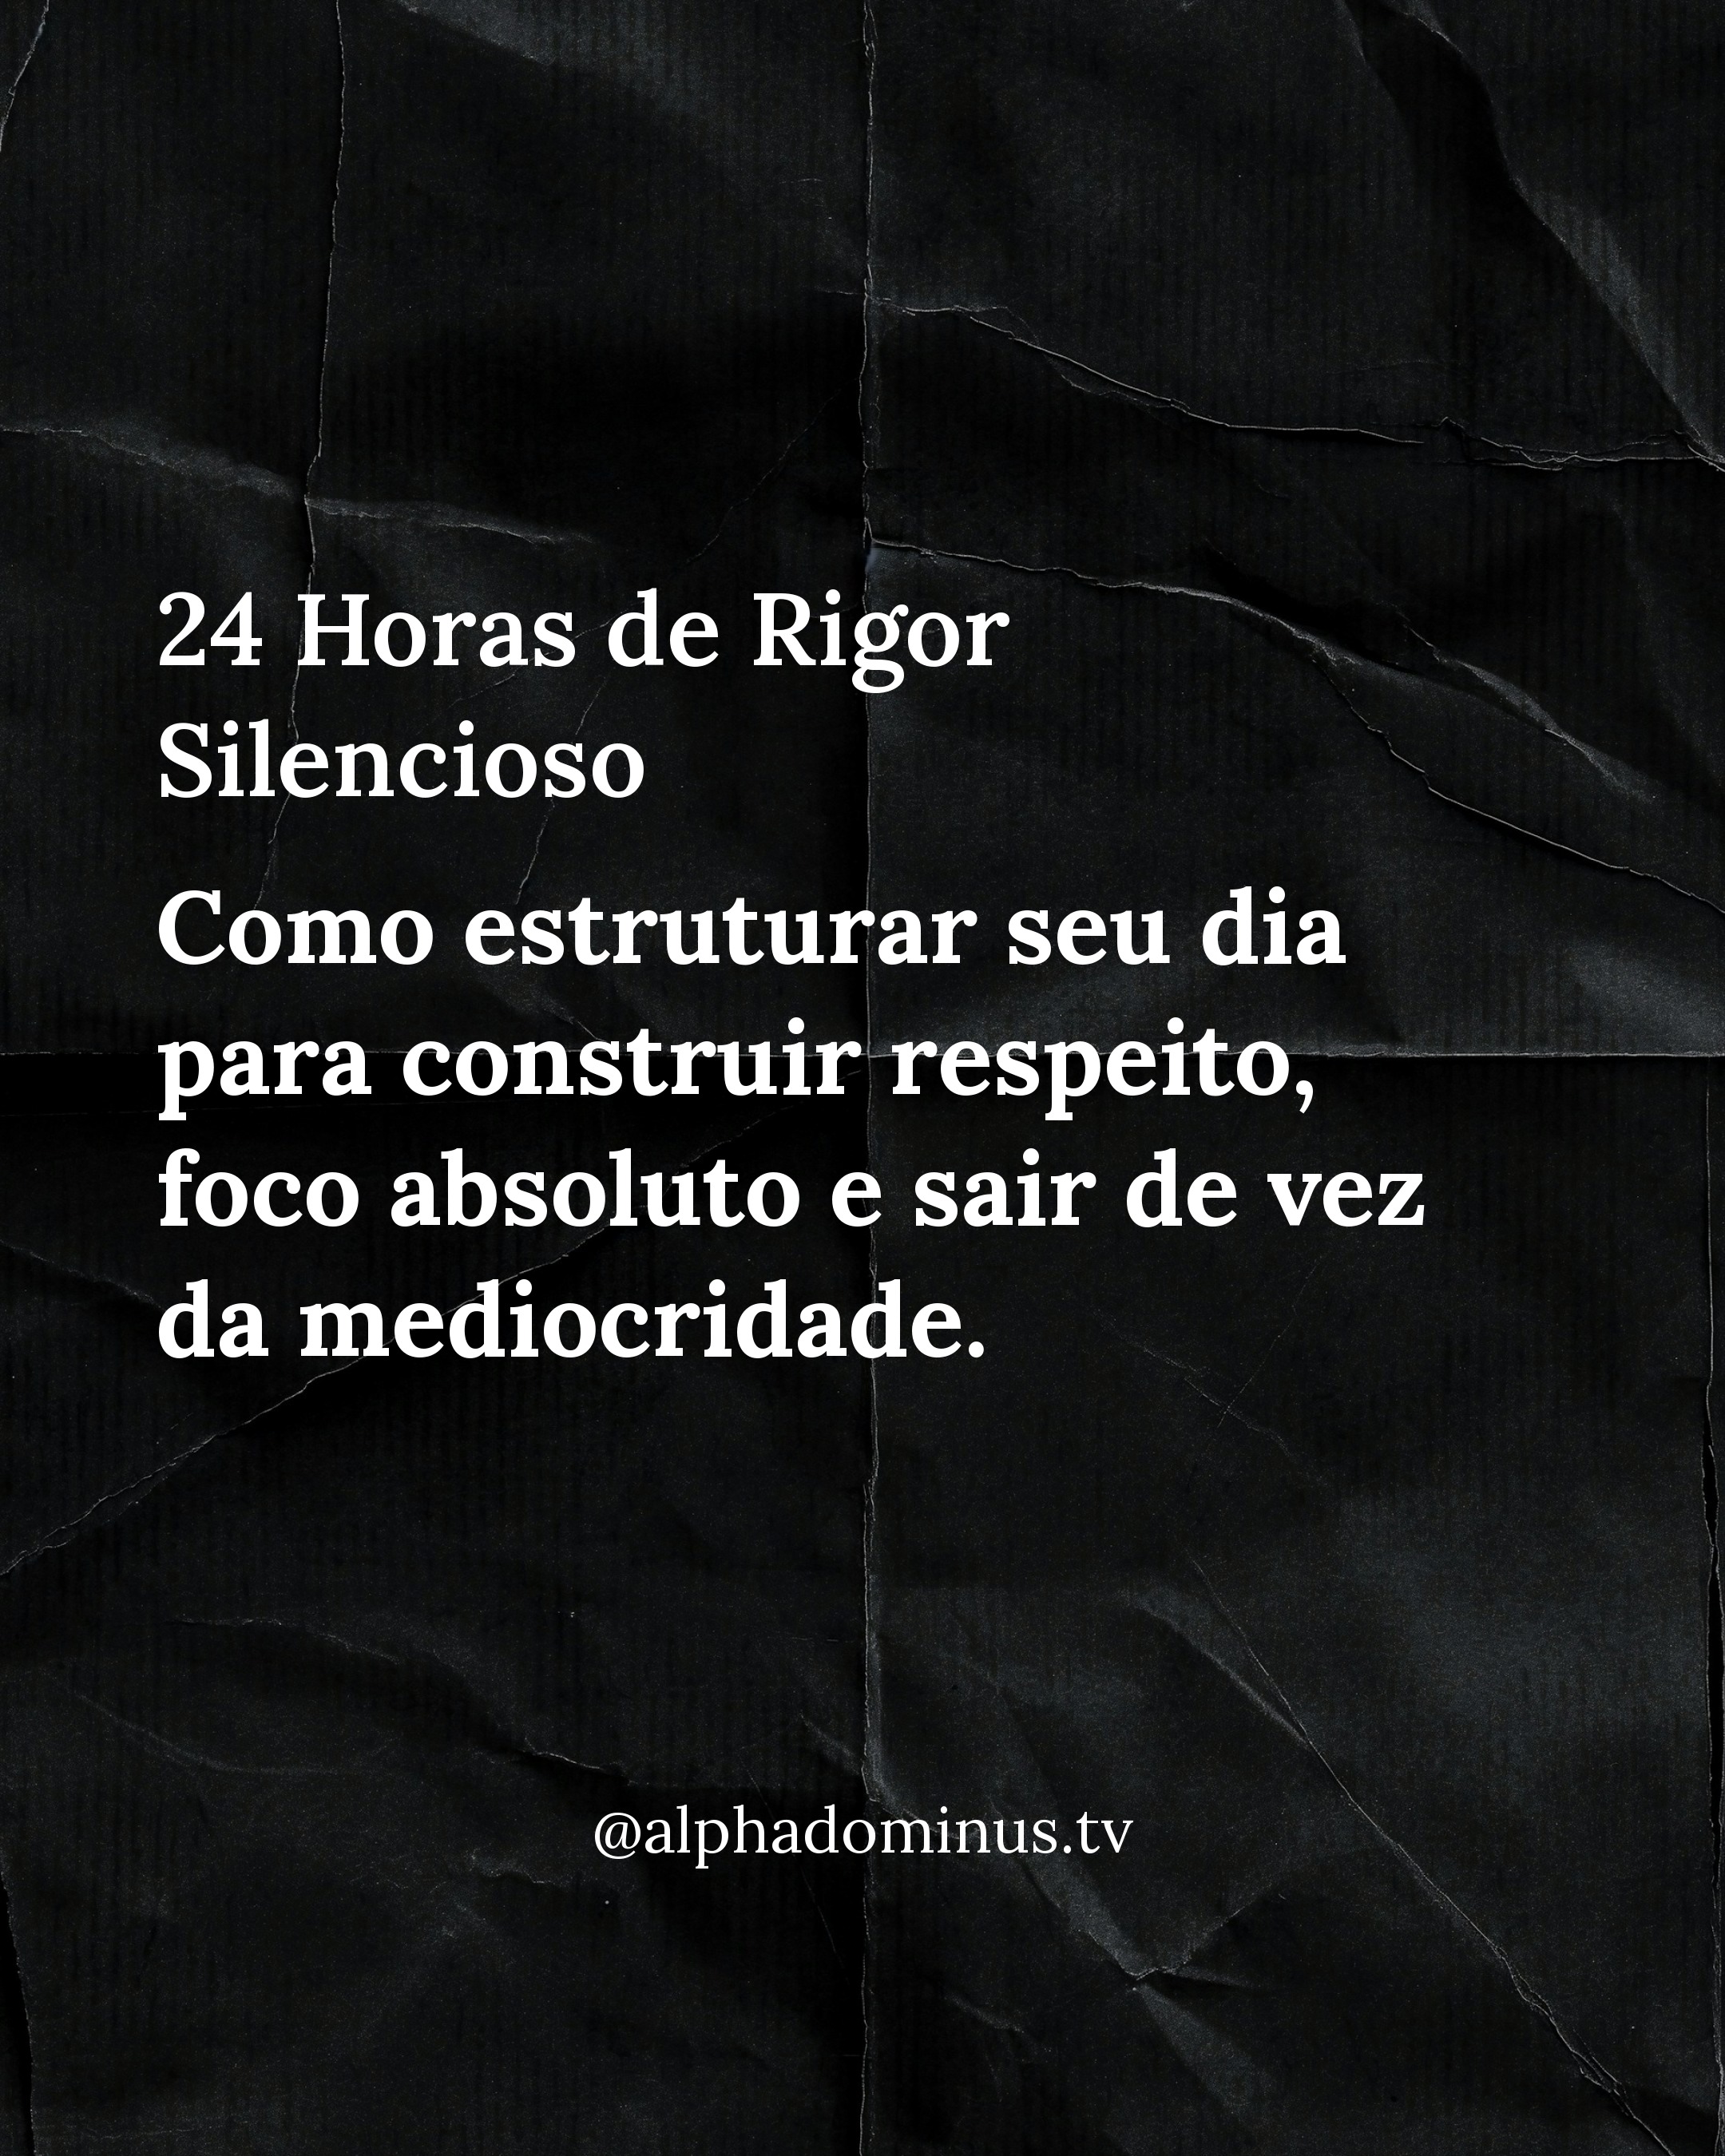 24 Horas de Rigor
Silencioso
Como estruturar seu dia
para construir respeito,
foco absoluto e sair de vez
da mediocridade.
@alphadominus.tv